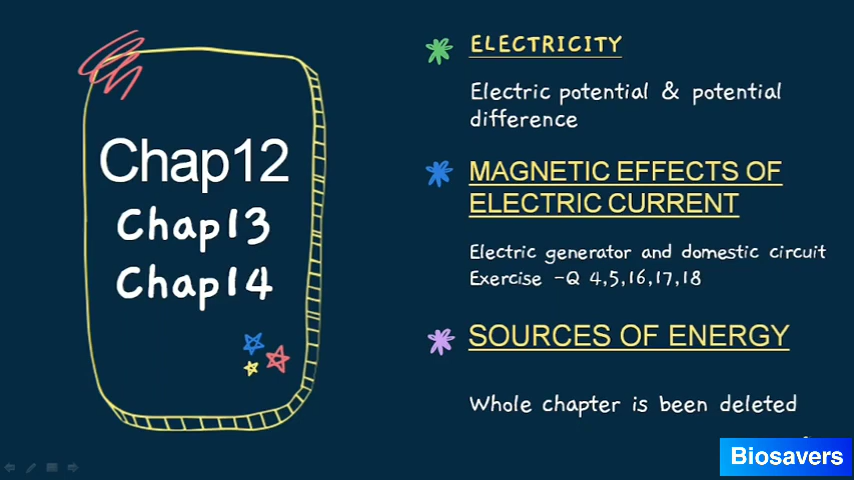 Chap12
Chap13
Chap14
ELECTRICITY
Electric potential & potential
difference
MAGNETIC EFFECTS OF
ELECTRIC CURRENT
Electric generator and domestic circuit
Exercise -Q 4,5,16,17,18
SOURCES OF ENERGY
Whole chapter is been deleted
Biosavers